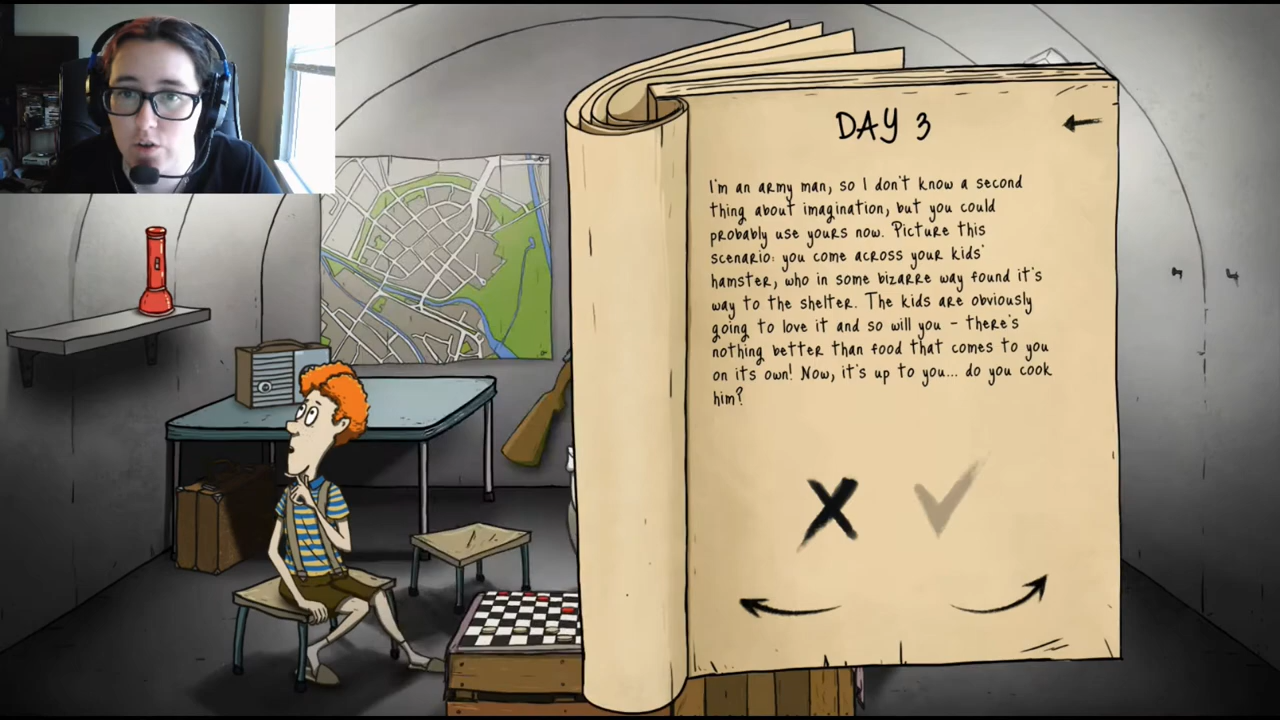 DAY 3
I'm an army man, so I don't know a second
thing about imagination, but you could
probably use yours now. Picture this
scenario: you come across your kids'
hamster, who in some bizarre way found it's
way to the shelter. The kids are obviously
going to love it and so will you - there's
nothing better than food that comes to you
on its own! Now, it's up to you... do you cook
him?